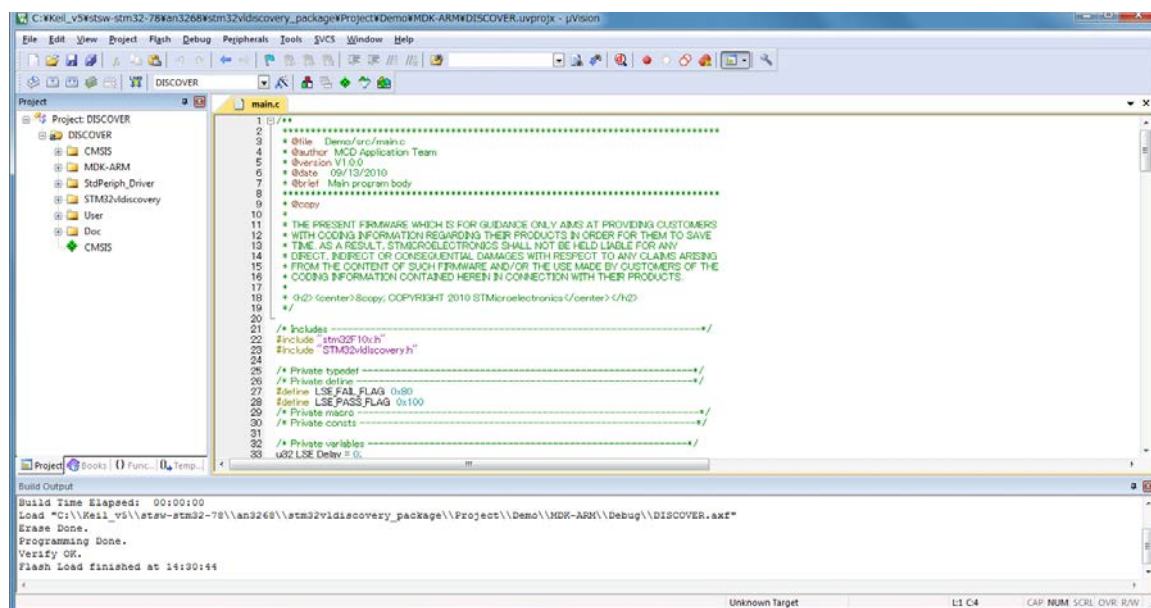 C:¥Keil_v5¥stsw-stm32-78¥an3268¥stm32vldiscovery_package¥Project¥Demo¥MDK-ARM¥DISCOVER.uvprojx - µVision
File Edit View Project Flash Debug Peripherals Tools SVCS Window Help
DISCOVER
Project
main.c
Project: DISCOVER
DISCOVER
CMSIS
MDK-ARM
StdPeriph_Driver
STM32vldiscovery
User
Doc
CMSIS
1 /**
2 ******************************************************************************
3 * @file Demo/src/main.c
4 * @author MCD Application Team
5 * @version V1.0.0
6 * @date 09/13/2010
7 * @brief Main program body
8 ******************************************************************************
9 * @copy
10 *
11 * THE PRESENT FIRMWARE WHICH IS FOR GUIDANCE ONLY AIMS AT PROVIDING CUSTOMERS
12 * WITH CODING INFORMATION REGARDING THEIR PRODUCTS IN ORDER FOR THEM TO SAVE
13 * TIME. AS A RESULT, STMICROELECTRONICS SHALL NOT BE HELD LIABLE FOR ANY
14 * DIRECT, INDIRECT OR CONSEQUENTIAL DAMAGES WITH RESPECT TO ANY CLAIMS ARISING
15 * FROM THE CONTENT OF SUCH FIRMWARE AND/OR THE USE MADE BY CUSTOMERS OF THE
16 * CODING INFORMATION CONTAINED HEREIN IN CONNECTION WITH THEIR PRODUCTS.
17 *
18 * <h2><center>&copy; COPYRIGHT 2010 STMicroelectronics</center></h2>
19 */
20
21 /* Includes ------------------------------------------------------------------*/
22 #include "stm32F10x.h"
23 #include "STM32vldiscovery.h"
24
25 /* Private typedef -----------------------------------------------------------*/
26 /* Private define ------------------------------------------------------------*/
27 #define LSE_FAIL_FLAG 0x80
28 #define LSE_PASS_FLAG 0x100
29 /* Private macro -------------------------------------------------------------*/
30 /* Private consts ------------------------------------------------------------*/
31
32 /* Private variables ---------------------------------------------------------*/
33 u32 LSE_Delay = 0;
Project Books {} Func... Temp...
Build Output
Build Time Elapsed: 00:00:00
Load "C:\\Keil_v5\\stsw-stm32-78\\an3268\\stm32vldiscovery_package\\Project\\Demo\\MDK-ARM\\Debug\\DISCOVER.axf"
Erase Done.
Programming Done.
Verify OK.
Flash Load finished at 14:30:44
Unknown Target L:1 C:4 CAP NUM SCRL OVR R/W